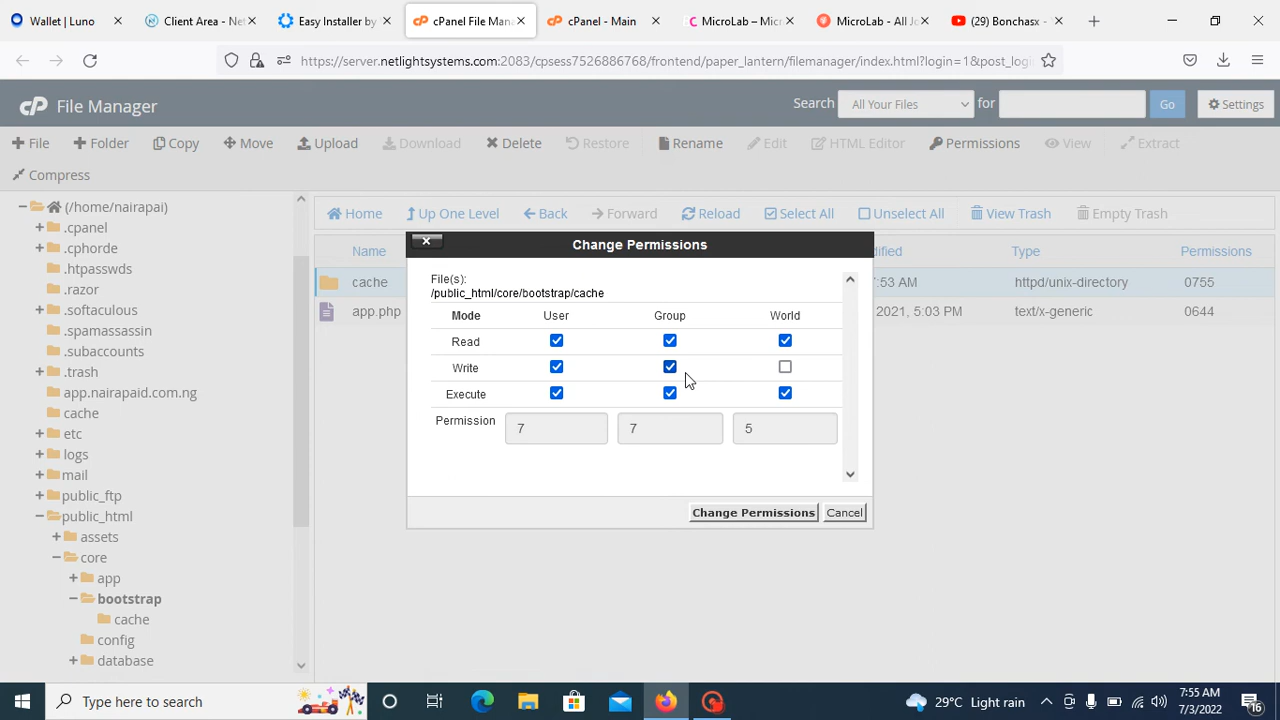 Wallet | Luno
Client Area - Net
Easy Installer by
cPanel File Mana
cPanel - Main
MicroLab – Mic
MicroLab - All Jo
(29) Bonchasx -
https://server.netlightsystems.com:2083/cpsess7526886768/frontend/paper_lantern/filemanager/index.html?login=1&post_logi
cP File Manager
Search All Your Files for Go Settings
File Folder Copy Move Upload Download Delete Restore Rename Edit HTML Editor Permissions View Extract
Compress
(/home/nairapai)
.cpanel
.cphorde
.htpasswds
.razor
.softaculous
.spamassassin
.subaccounts
.trash
app.nairapaid.com.ng
cache
etc
logs
mail
public_ftp
public_html
assets
core
app
bootstrap
cache
config
database
Home Up One Level Back Forward Reload Select All Unselect All View Trash Empty Trash
Name dified Type Permissions
cache 7:53 AM httpd/unix-directory 0755
app.php 2021, 5:03 PM text/x-generic 0644
Change Permissions
File(s):
/public_html/core/bootstrap/cache
Mode User Group World
Read
Write
Execute
Permission 7 7 5
Change Permissions Cancel
Type here to search
29°C Light rain
7:55 AM
7/3/2022
16